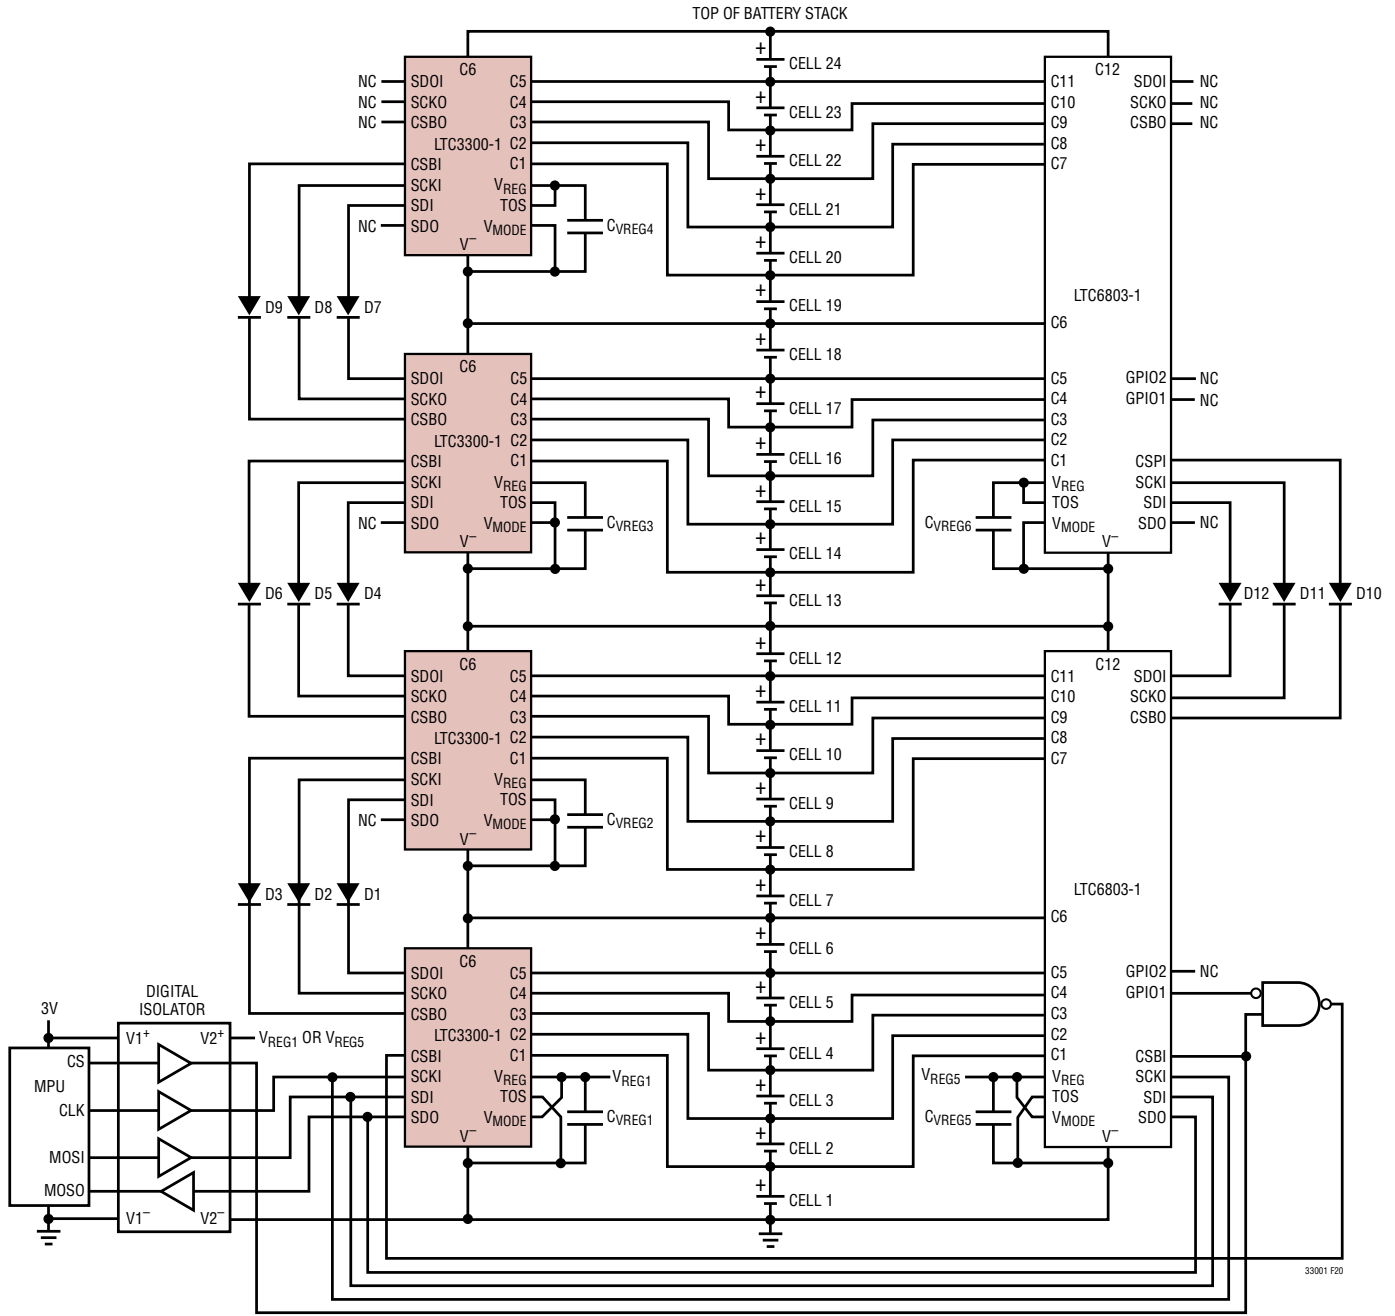 TOP OF BATTERY STACK
C6
NC SDOI C5
NC SCKO C4
NC CSBO C3
LTC3300-1 C2
CSBI C1
SCKI VREG
SDI TOS
NC SDO VMODE
V–
CVREG4
D9 D8 D7
C6
SDOI C5
SCKO C4
CSBO C3
LTC3300-1 C2
CSBI C1
SCKI VREG
SDI TOS
NC SDO VMODE
V–
CVREG3
D6 D5 D4
C6
SDOI C5
SCKO C4
CSBO C3
LTC3300-1 C2
CSBI C1
SCKI VREG
SDI TOS
NC SDO VMODE
V–
CVREG2
D3 D2 D1
C6
SDOI C5
SCKO C4
CSBO C3
LTC3300-1 C2
CSBI C1
SCKI VREG
SDI TOS
SDO VMODE
V–
VREG1
CVREG1
+ CELL 24
+ CELL 23
+ CELL 22
+ CELL 21
+ CELL 20
+ CELL 19
+ CELL 18
+ CELL 17
+ CELL 16
+ CELL 15
+ CELL 14
+ CELL 13
+ CELL 12
+ CELL 11
+ CELL 10
+ CELL 9
+ CELL 8
+ CELL 7
+ CELL 6
+ CELL 5
+ CELL 4
+ CELL 3
+ CELL 2
+ CELL 1
C12
C11 SDOI NC
C10 SCKO NC
C9 CSBO NC
C8
C7
LTC6803-1
C6
C5 GPIO2 NC
C4 GPIO1 NC
C3
C2
C1 CSPI
VREG SCKI
TOS SDI
VMODE SDO NC
V–
CVREG6
D12 D11 D10
C12
C11 SDOI
C10 SCKO
C9 CSBO
C8
C7
LTC6803-1
C6
C5 GPIO2 NC
C4 GPIO1
C3
C2
C1 CSBI
VREG5 VREG SCKI
TOS SDI
VMODE SDO
V–
CVREG5
3V
DIGITAL
ISOLATOR
V1+ V2+ VREG1 OR VREG5
CS
MPU
CLK
MOSI
MOSO
V1– V2–
33001 F20